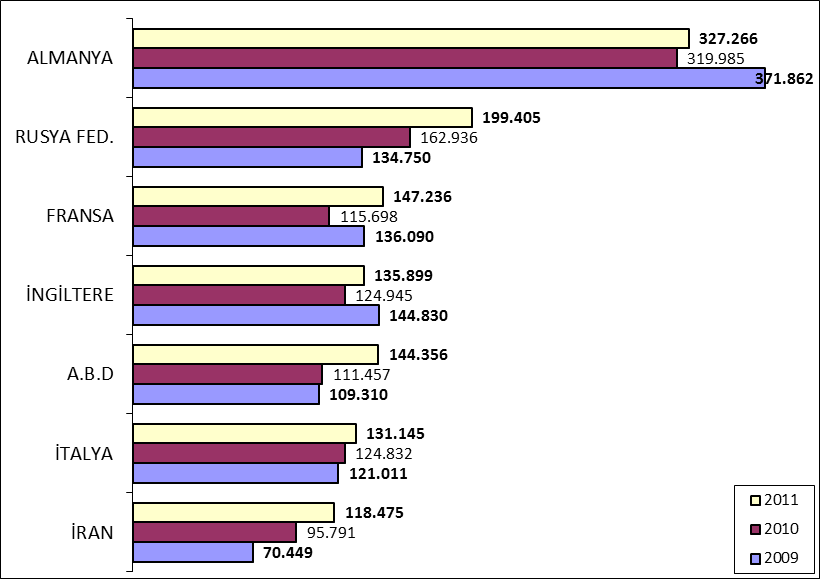 327.266
ALMANYA 319.985
371.862
199.405
RUSYA FED. 162.936
134.750
147.236
FRANSA 115.698
136.090
135.899
İNGİLTERE 124.945
144.830
144.356
A.B.D 111.457
109.310
131.145
İTALYA 124.832
121.011
118.475
İRAN 95.791
70.449
2011
2010
2009